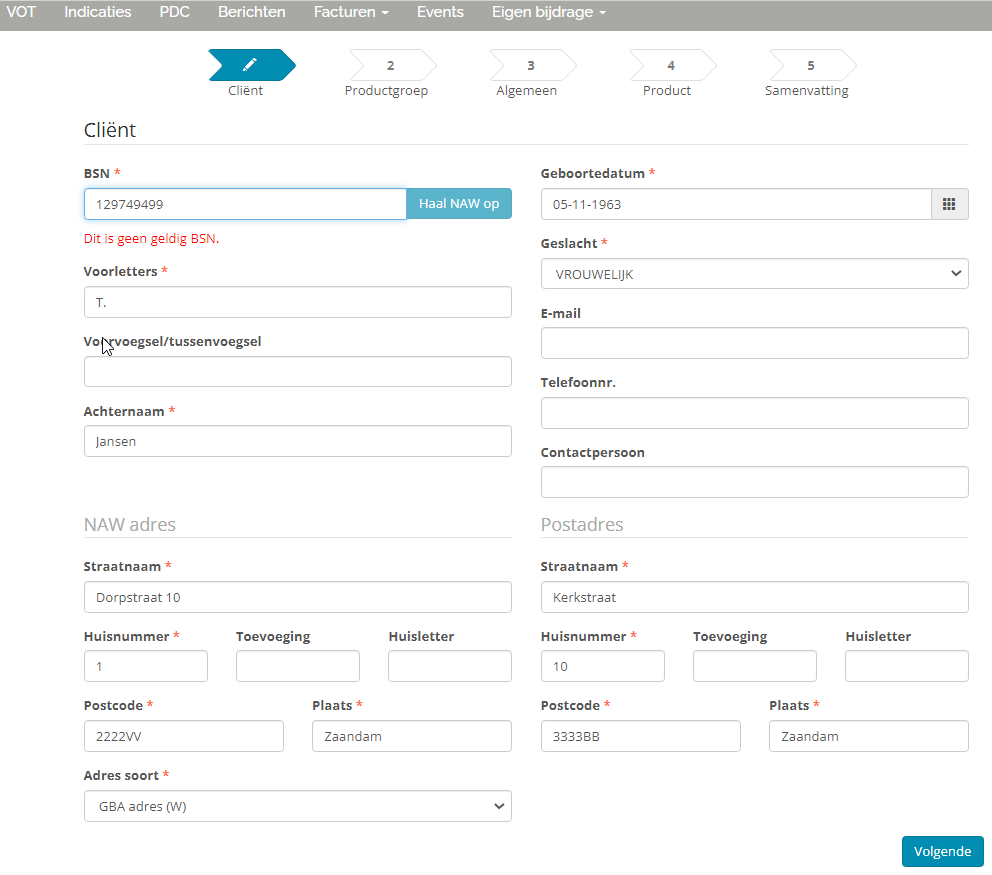 VOT Indicaties PDC Berichten Facturen Events Eigen bijdrage
2 3 4 5
Cliënt Productgroep Algemeen Product Samenvatting
Cliënt
BSN *
129749499 Haal NAW op
Dit is geen geldig BSN.
Voorletters *
T.
Voorvoegsel/tussenvoegsel
Achternaam *
Jansen
Geboortedatum *
05-11-1963
Geslacht *
VROUWELIJK
E-mail
Telefoonnr.
Contactpersoon
NAW adres
Straatnaam *
Dorpstraat 10
Huisnummer * Toevoeging Huisletter
1
Postcode * Plaats *
2222VV Zaandam
Adres soort *
GBA adres (W)
Postadres
Straatnaam *
Kerkstraat
Huisnummer * Toevoeging Huisletter
10
Postcode * Plaats *
3333BB Zaandam
Volgende